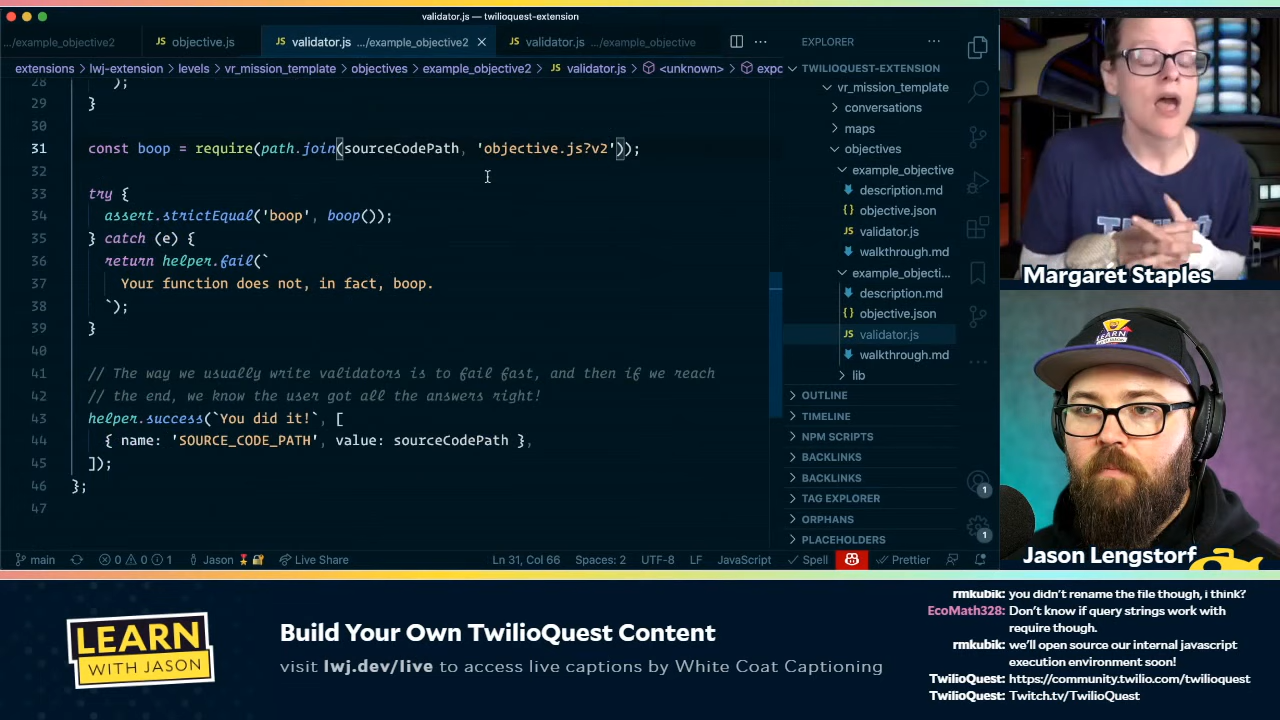 validator.js — twilioquest-extension
.../example_objective2
objective.js
validator.js .../example_objective2
validator.js .../example_objective
EXPLORER
extensions > lwj-extension > levels > vr_mission_template > objectives > example_objective2 > validator.js > <unknown> > expc
TWILIOQUEST-EXTENSION
28 );
29 }
30
31 const boop = require(path.join(sourceCodePath, 'objective.js?v2'));
32
33 try {
34 assert.strictEqual('boop', boop());
35 } catch (e) {
36 return helper.fail(`
37 Your function does not, in fact, boop.
38 `);
39 }
40
41 // The way we usually write validators is to fail fast, and then if we reach
42 // the end, we know the user got all the answers right!
43 helper.success(`You did it!`, [
44 { name: 'SOURCE_CODE_PATH', value: sourceCodePath },
45 ]);
46 };
47
vr_mission_template
conversations
maps
objectives
example_objective
description.md
objective.json
validator.js
walkthrough.md
example_objecti...
description.md
objective.json
validator.js
walkthrough.md
lib
OUTLINE
TIMELINE
NPM SCRIPTS
BACKLINKS
BACKLINKS
TAG EXPLORER
ORPHANS
PLACEHOLDERS
1
1
main
0 0 1
Jason
Live Share
Ln 31, Col 66
Spaces: 2
UTF-8
LF
JavaScript
Spell
Prettier
Margaret Staples
Jason Lengstorf
LEARN
WITH JASON
Build Your Own TwilioQuest Content
visit lwj.dev/live to access live captions by White Coat Captioning
rmkubik: you didn't rename the file though, i think?
EcoMath328: Don't know if query strings work with
require though.
rmkubik: we'll open source our internal javascript
execution environment soon!
TwilioQuest: https://community.twilio.com/twilioquest
TwilioQuest: Twitch.tv/TwilioQuest